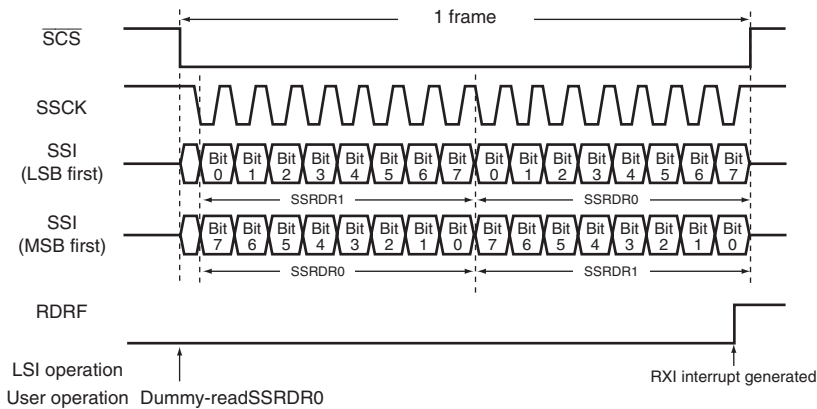 1 frame
SCS
SSCK
SSI
(LSB first)
Bit 0 Bit 1 Bit 2 Bit 3 Bit 4 Bit 5 Bit 6 Bit 7 Bit 0 Bit 1 Bit 2 Bit 3 Bit 4 Bit 5 Bit 6 Bit 7
SSRDR1 SSRDR0
SSI
(MSB first)
Bit 7 Bit 6 Bit 5 Bit 4 Bit 3 Bit 2 Bit 1 Bit 0 Bit 7 Bit 6 Bit 5 Bit 4 Bit 3 Bit 2 Bit 1 Bit 0
SSRDR0 SSRDR1
RDRF
LSI operation RXI interrupt generated
User operation Dummy-readSSRDR0